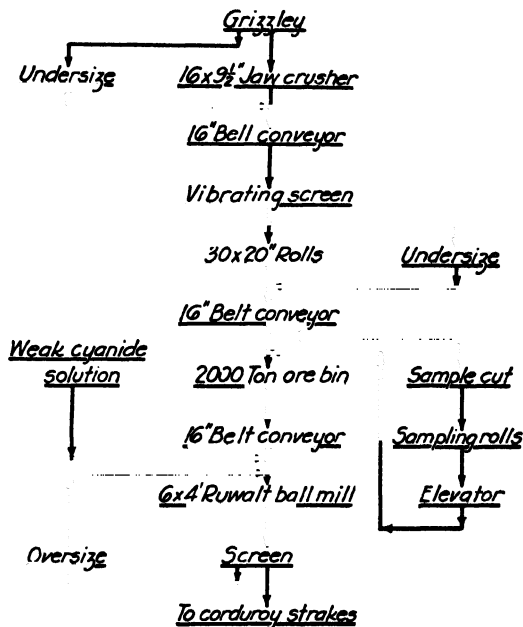 Grizzley
Undersize
16x9½" Jaw crusher
16" Bell conveyor
Vibrating screen
30x20" Rolls
Undersize
16" Belt conveyor
Weak cyanide
solution
2000 Ton ore bin
Sample cut
16" Belt conveyor
Sampling rolls
6x4' Ruwalt ball mill
Elevator
Oversize
Screen
To corduroy strakes